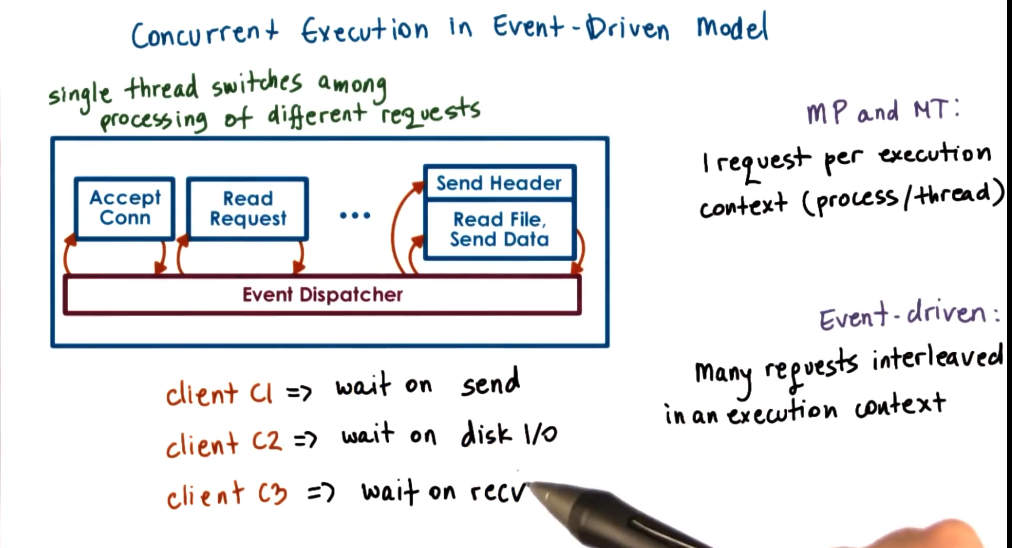 Concurrent Execution in Event-Driven Model
single thread switches among
processing of different requests
Accept
Conn
Read
Request
...
Send Header
Read File,
Send Data
Event Dispatcher
client C1 => wait on send
client C2 => wait on disk I/O
client C3 => wait on recv
MP and MT:
1 request per execution
context (process/thread)
Event-driven:
many requests interleaved
in an execution context